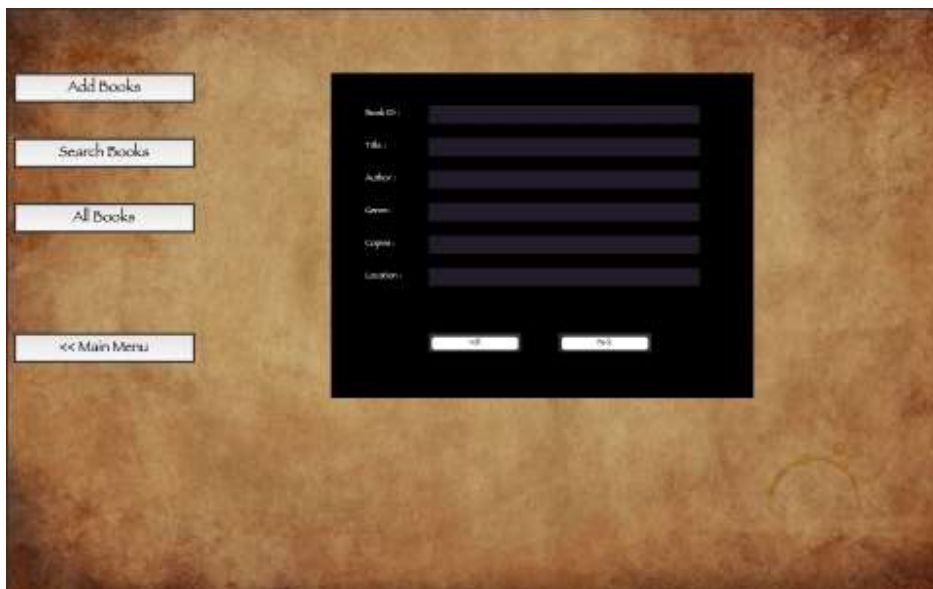 Add Books
Search Books
All Books
<< Main Menu
Book ID :
Title :
Author :
Genre :
Copies :
Location :